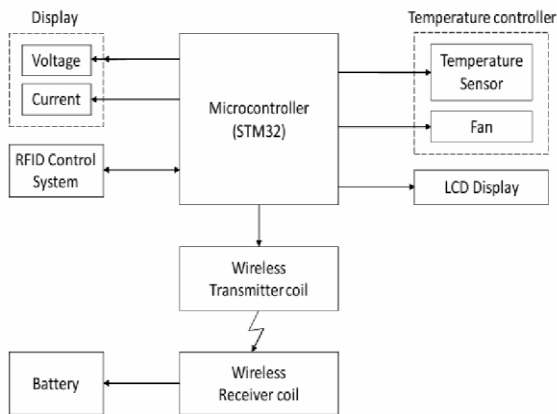 Display
Voltage
Current
RFID Control
System
Microcontroller
(STM32)
Temperature controller
Temperature
Sensor
Fan
LCD Display
Wireless
Transmitter coil
Battery
Wireless
Receiver coil